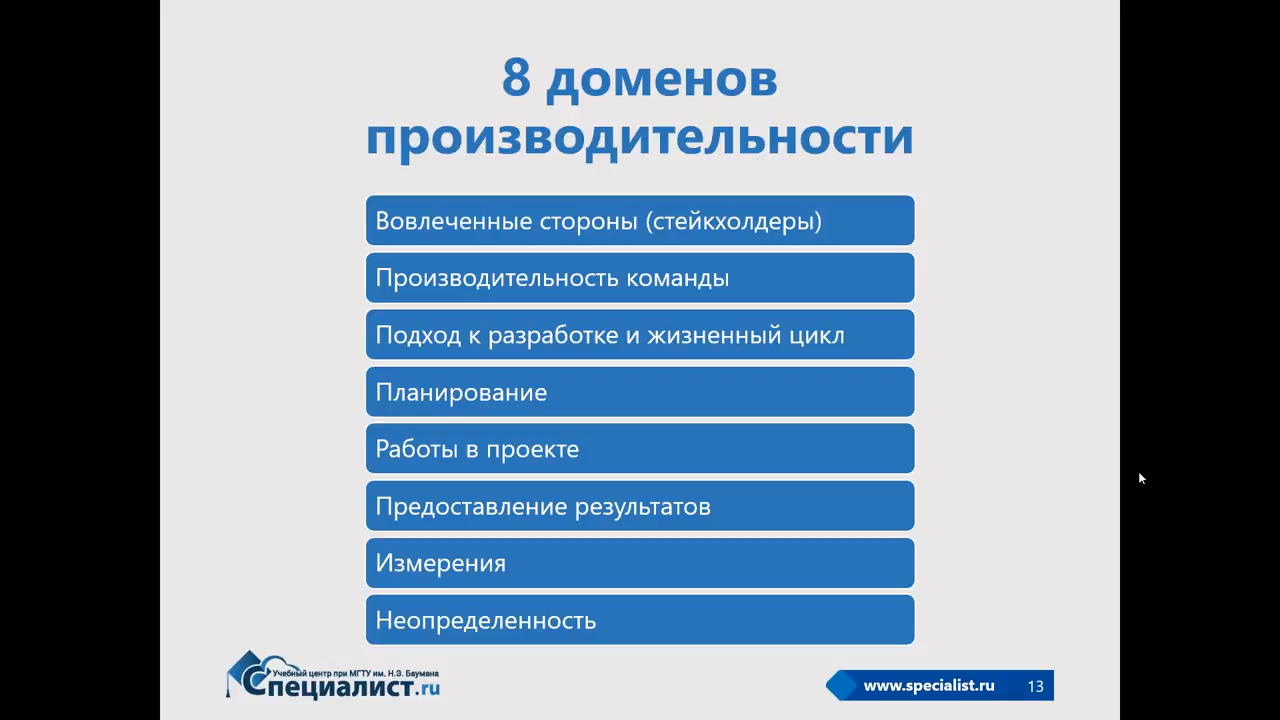 8 доменов
производительности
Вовлеченные стороны (стейкхолдеры)
Производительность команды
Подход к разработке и жизненный цикл
Планирование
Работы в проекте
Предоставление результатов
Измерения
Неопределенность
Учебный центр при МГТУ им. Н.Э. Баумана
Специалист.ru
www.specialist.ru 13